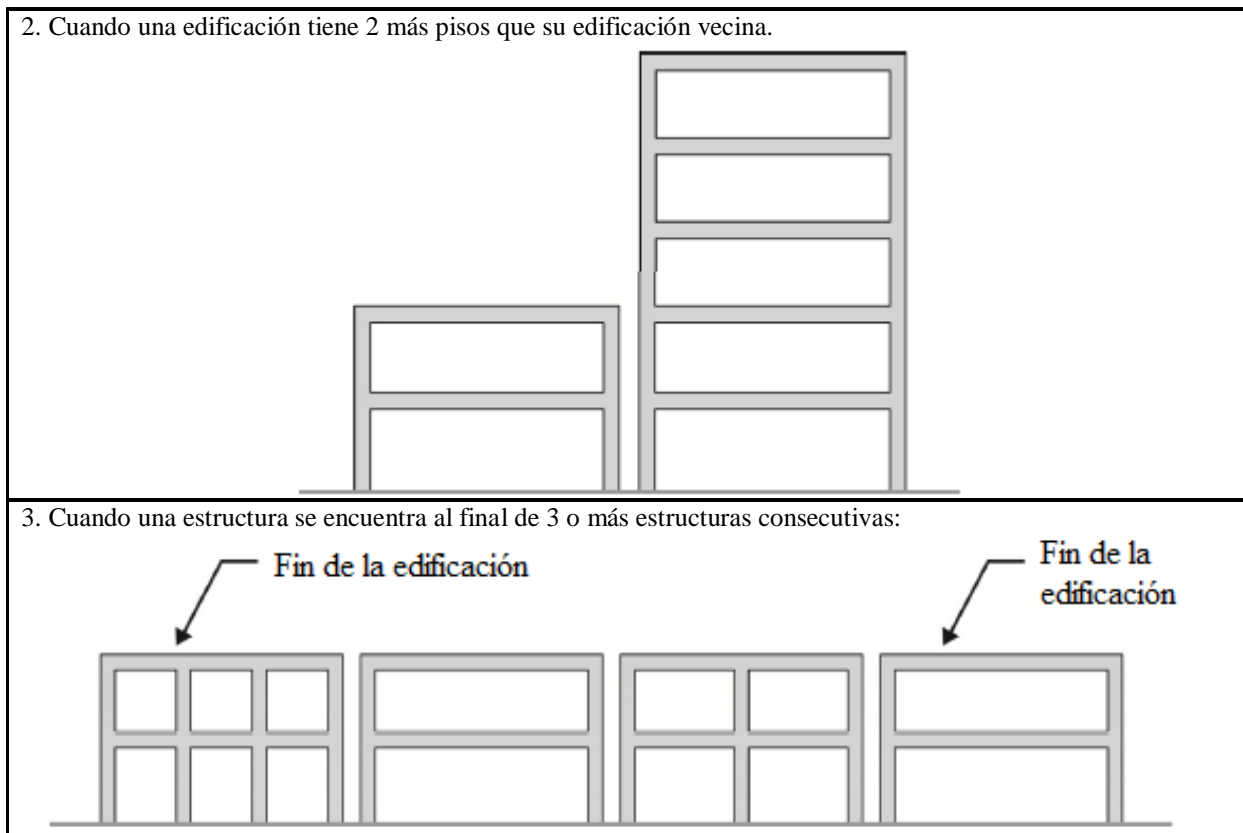 2. Cuando una edificación tiene 2 más pisos que su edificación vecina.
3. Cuando una estructura se encuentra al final de 3 o más estructuras consecutivas:
Fin de la edificación
Fin de la
edificación